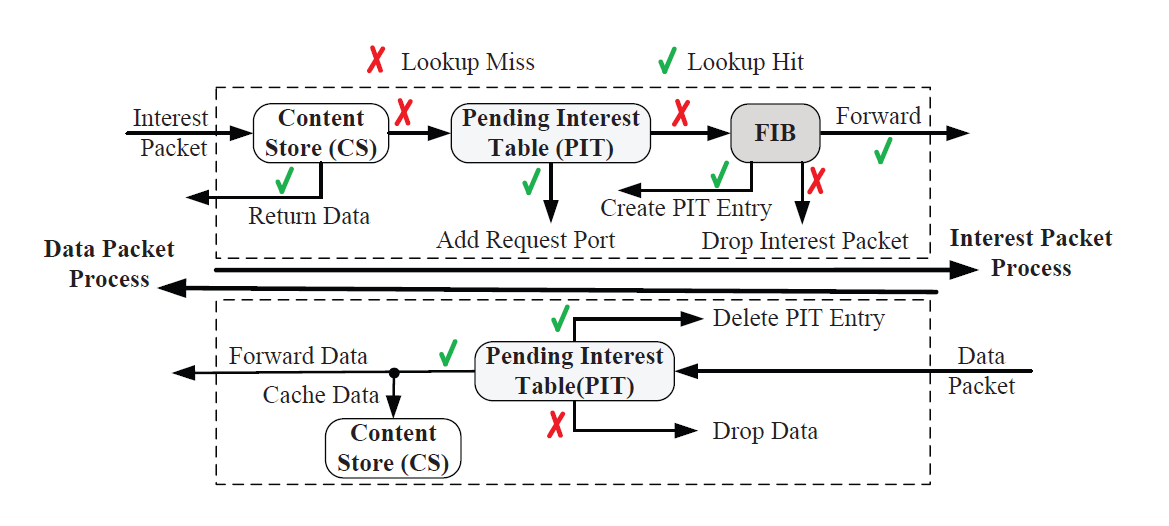 Lookup Miss
Lookup Hit
Interest
Packet
Content
Store (CS)
Pending Interest
Table (PIT)
FIB
Forward
Return Data
Add Request Port
Create PIT Entry
Drop Interest Packet
Data Packet
Process
Interest Packet
Process
Delete PIT Entry
Forward Data
Cache Data
Pending Interest
Table(PIT)
Data
Packet
Content
Store (CS)
Drop Data